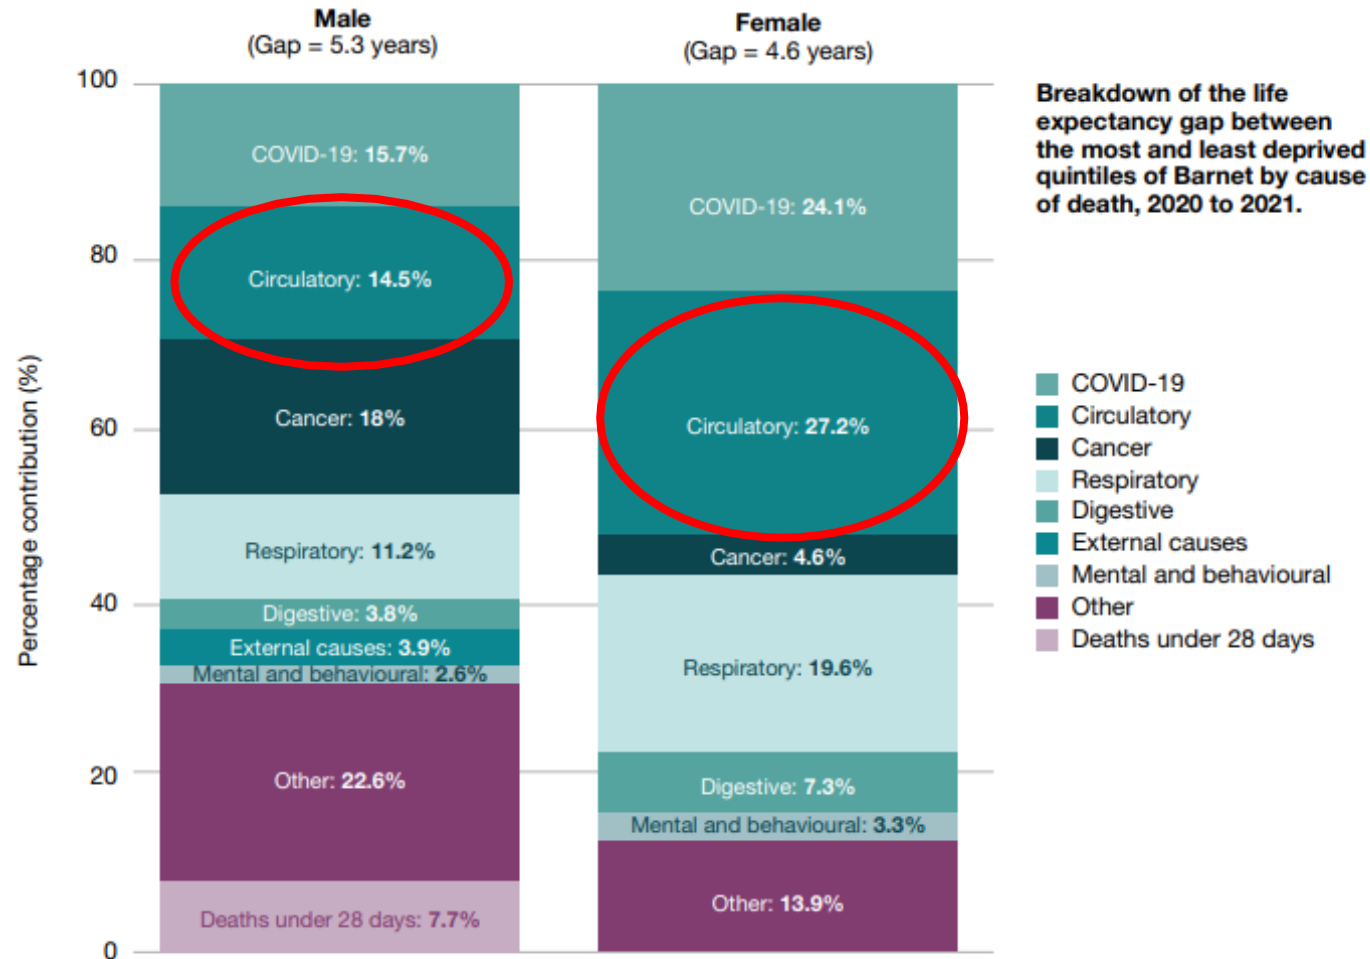 Male
(Gap = 5.3 years)
Female
(Gap = 4.6 years)
Breakdown of the life
expectancy gap between
the most and least deprived
quintiles of Barnet by cause
of death, 2020 to 2021.
Percentage contribution (%)
100
80
60
40
20
0
COVID-19: 15.7%
Circulatory: 14.5%
Cancer: 18%
Respiratory: 11.2%
Digestive: 3.8%
External causes: 3.9%
Mental and behavioural: 2.6%
Other: 22.6%
Deaths under 28 days: 7.7%
COVID-19: 24.1%
Circulatory: 27.2%
Cancer: 4.6%
Respiratory: 19.6%
Digestive: 7.3%
Mental and behavioural: 3.3%
Other: 13.9%
COVID-19
Circulatory
Cancer
Respiratory
Digestive
External causes
Mental and behavioural
Other
Deaths under 28 days